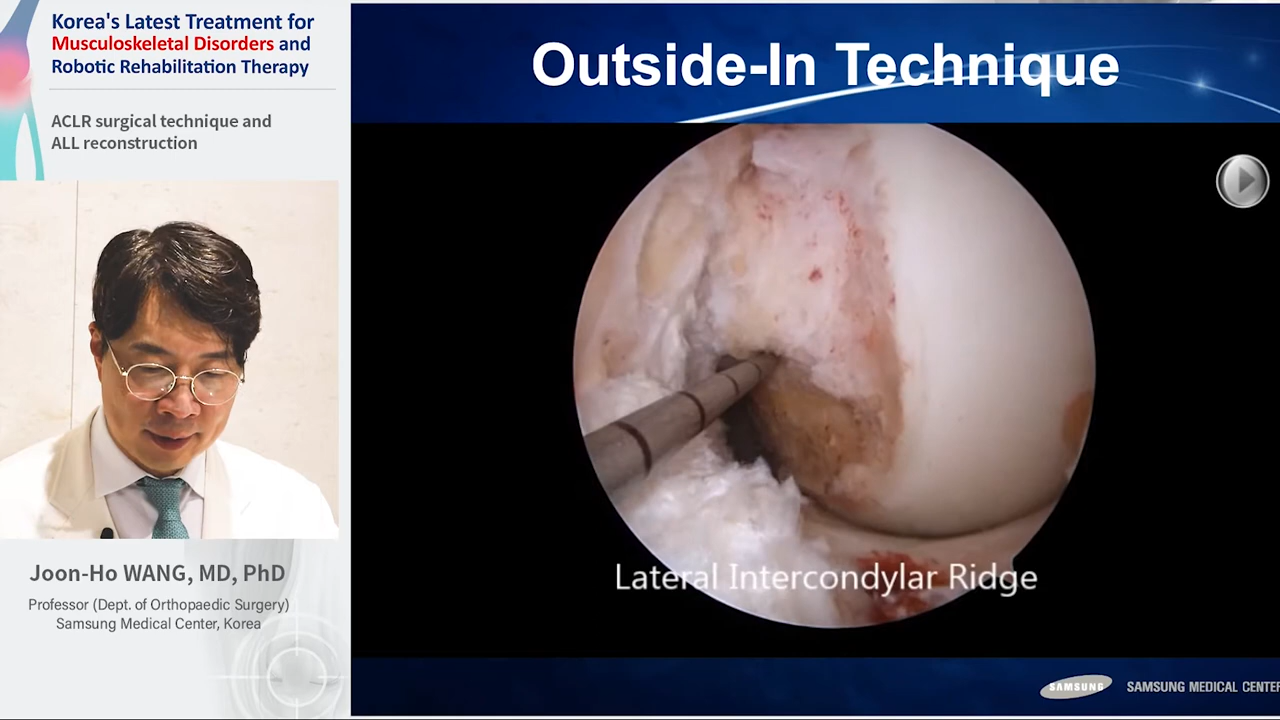 Korea's Latest Treatment for
Musculoskeletal Disorders and
Robotic Rehabilitation Therapy
ACLR surgical technique and
ALL reconstruction
Joon-Ho WANG, MD, PhD
Professor (Dept. of Orthopaedic Surgery)
Samsung Medical Center, Korea
Outside-In Technique
Lateral Intercondylar Ridge
SAMSUNG SAMSUNG MEDICAL CENTER